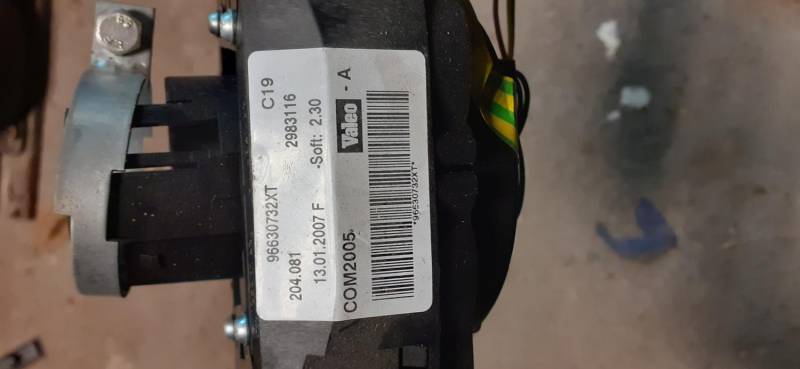 96630732XT C19
204.081 2983116
13.01.2007 F -Soft: 2.30
COM2005 Valeo - A
*96630732XT*